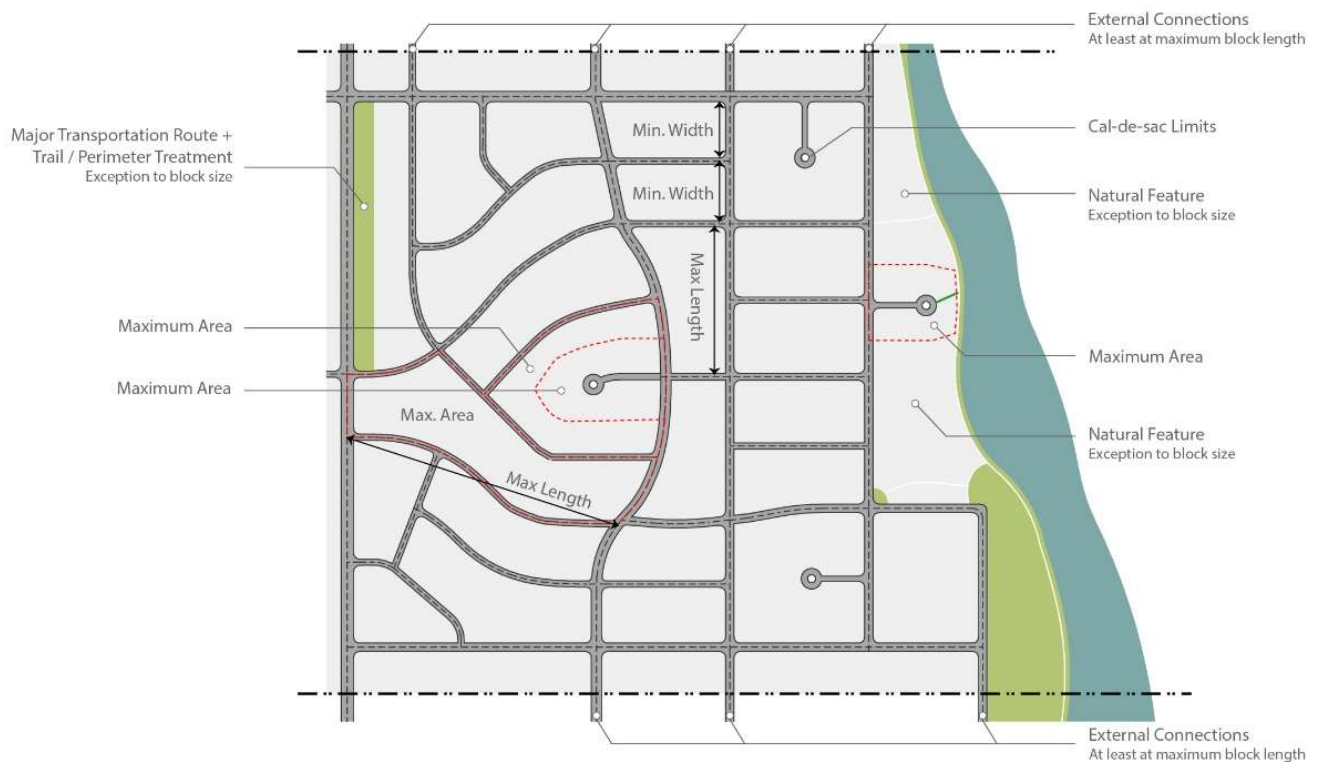 External Connections
At least at maximum block length
Major Transportation Route +
Trail / Perimeter Treatment
Exception to block size
Min. Width
Cal-de-sac Limits
Min. Width
Natural Feature
Exception to block size
Max Length
Maximum Area
Maximum Area
Maximum Area
Max. Area
Natural Feature
Exception to block size
Max Length
External Connections
At least at maximum block length